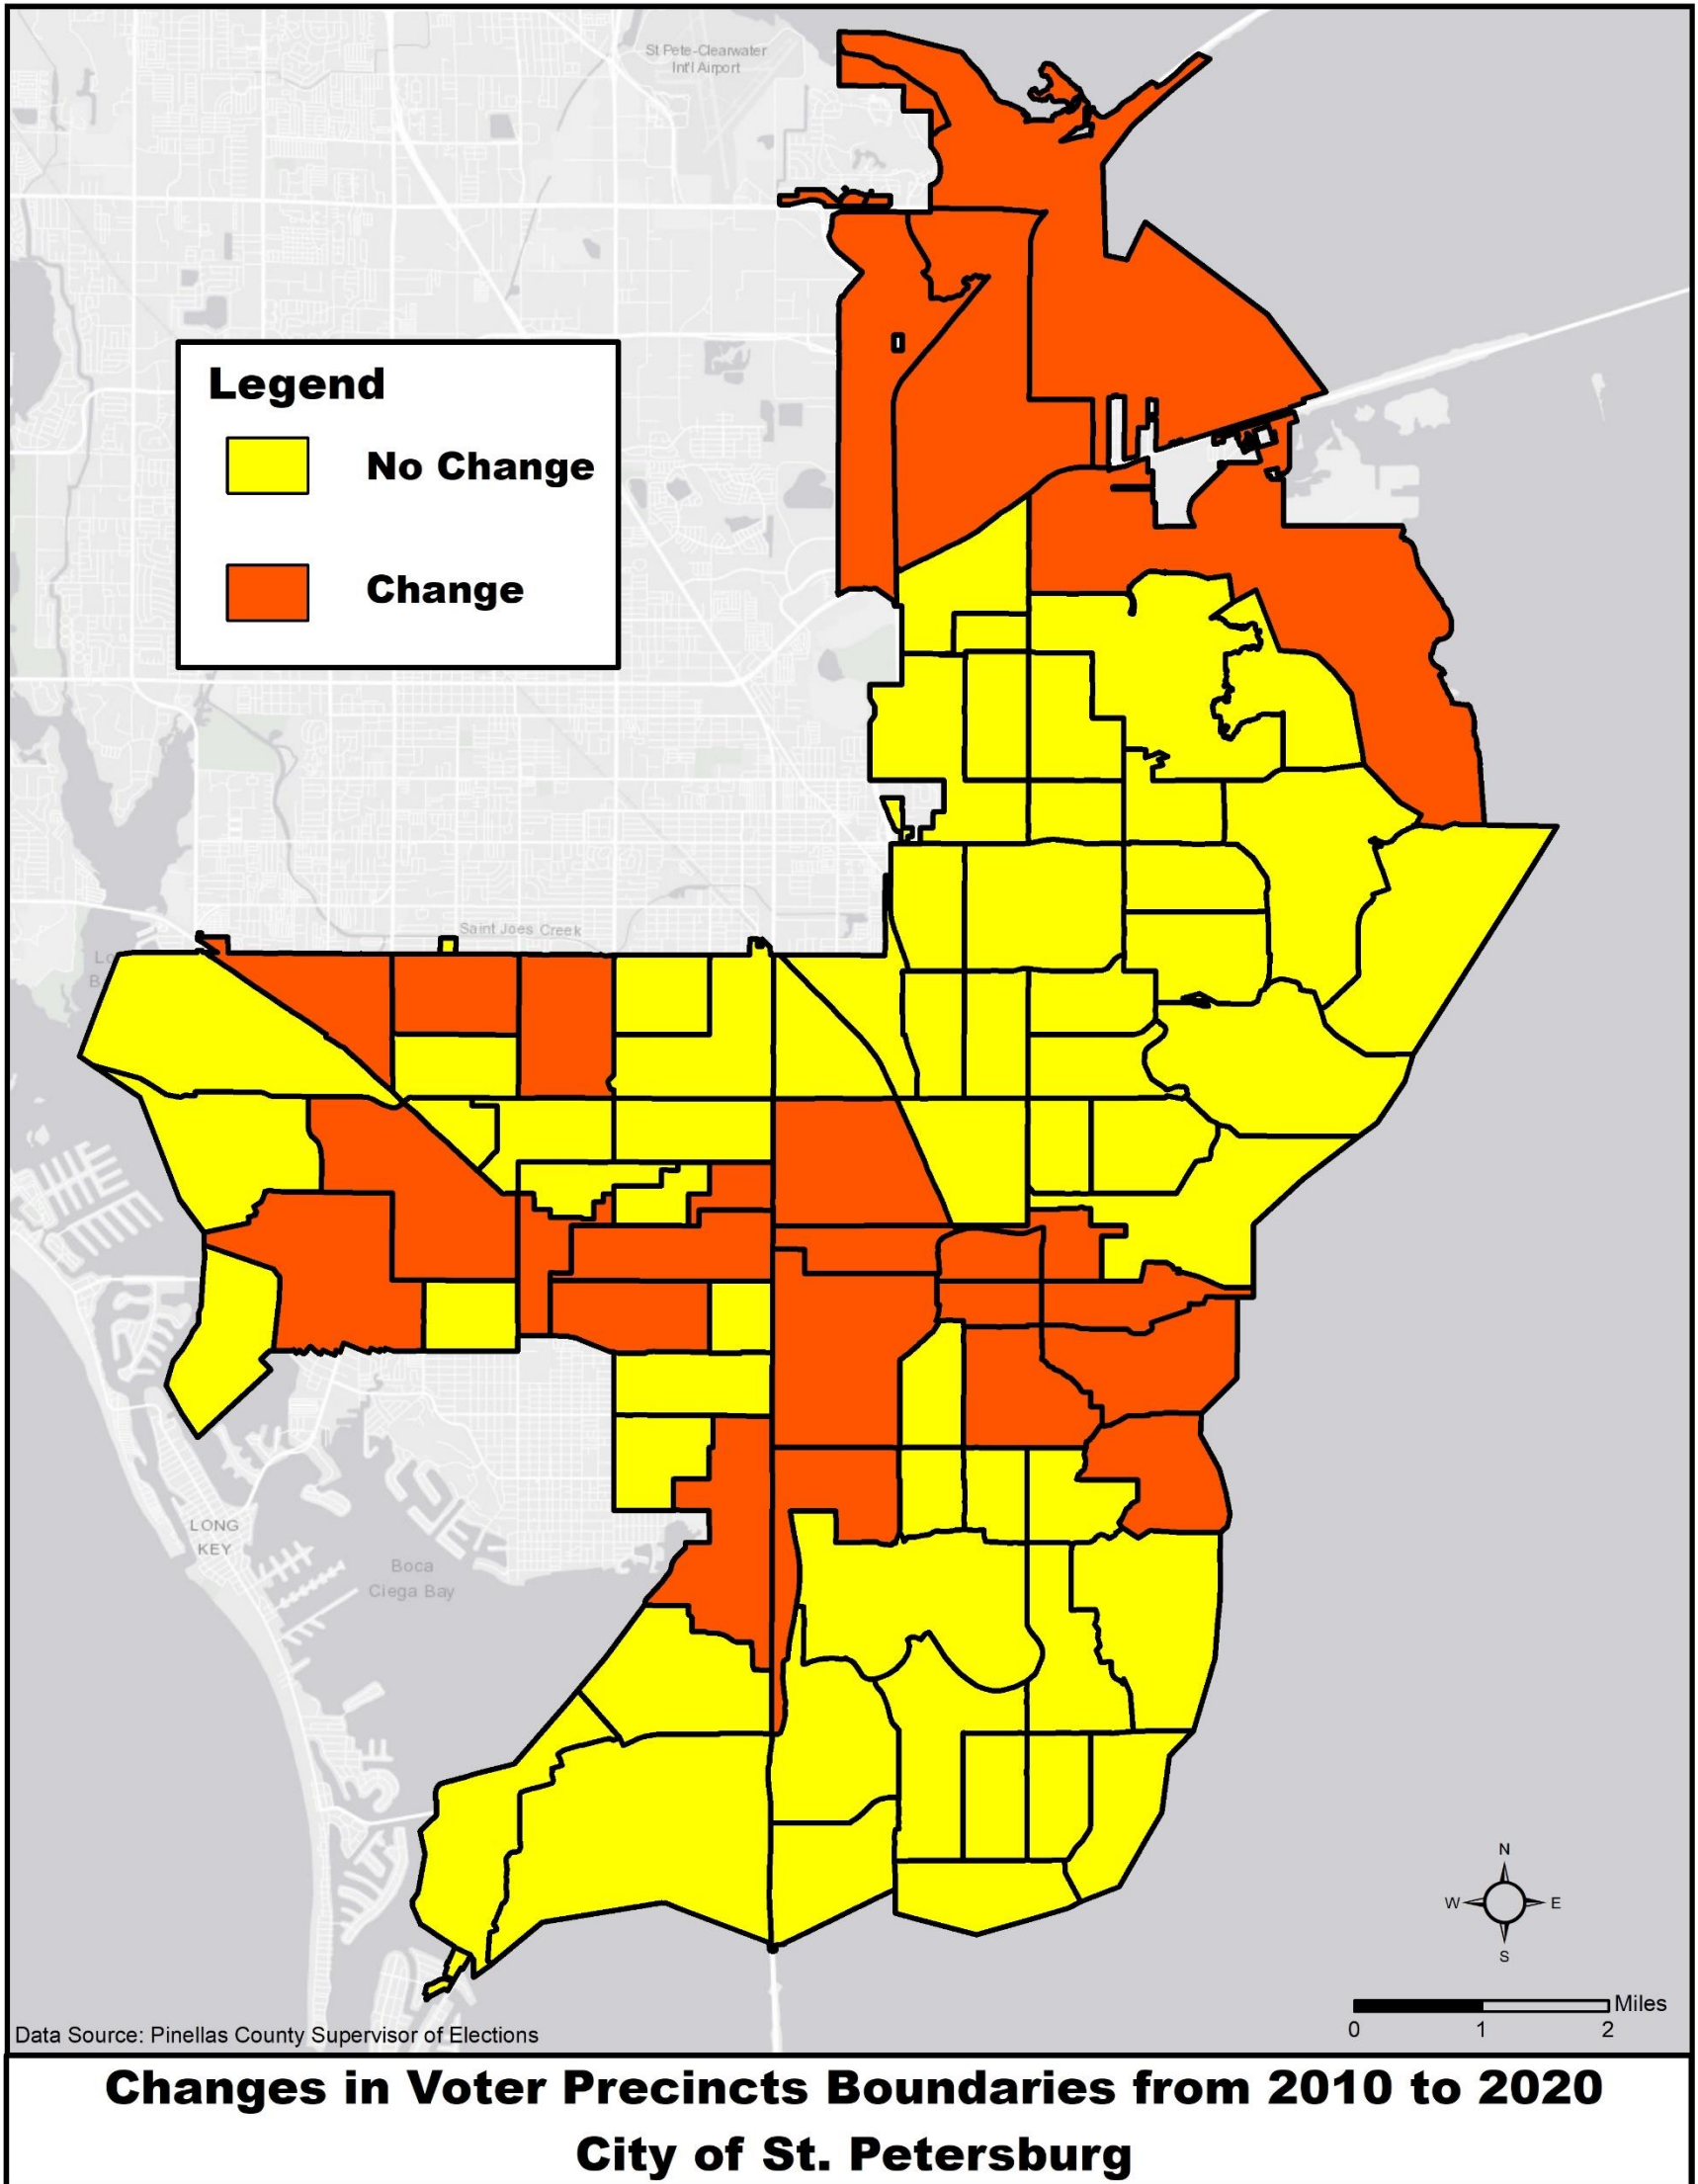 St Pete-Clearwater
Int'l Airport
Legend
No Change
Change
Saint Joes Creek
Lo
B
LONG
KEY
Boca
Ciega Bay
N
W
E
S
Miles
0 1 2
Data Source: Pinellas County Supervisor of Elections
Changes in Voter Precincts Boundaries from 2010 to 2020
City of St. Petersburg